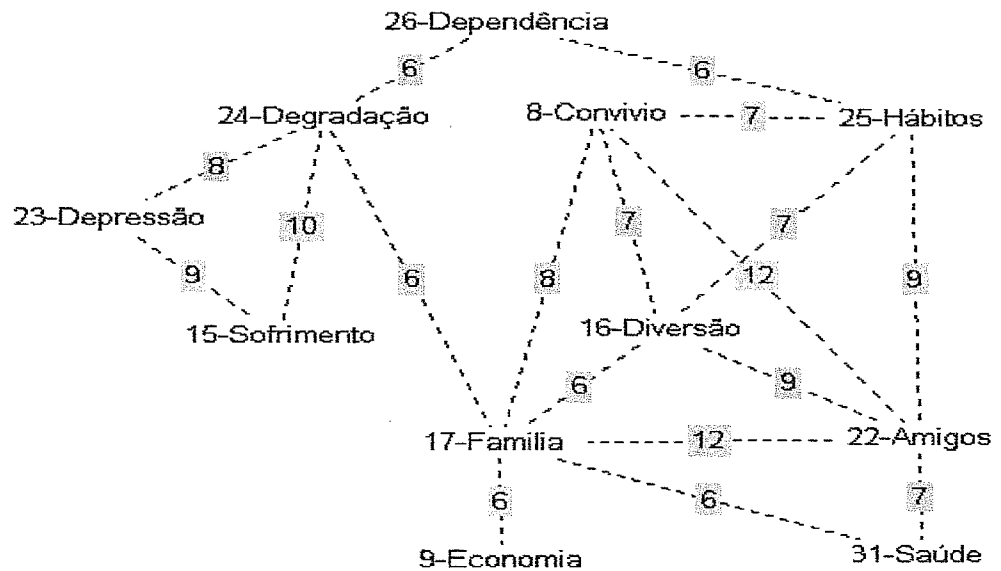 26-Dependência
6
6
24-Degradação
8-Convivio
7
25-Hábitos
8
23-Depressão
10
7
7
9
6
8
12
9
15-Sofrimento
16-Diversão
6
9
17-Familia
12
22-Amigos
6
6
7
9-Economia
31-Saúde